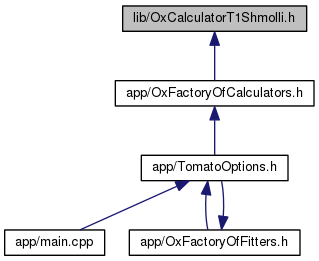 lib/OxCalculatorT1Shmolli.h
app/OxFactoryOfCalculators.h
app/TomatoOptions.h
app/main.cpp
app/OxFactoryOfFitters.h